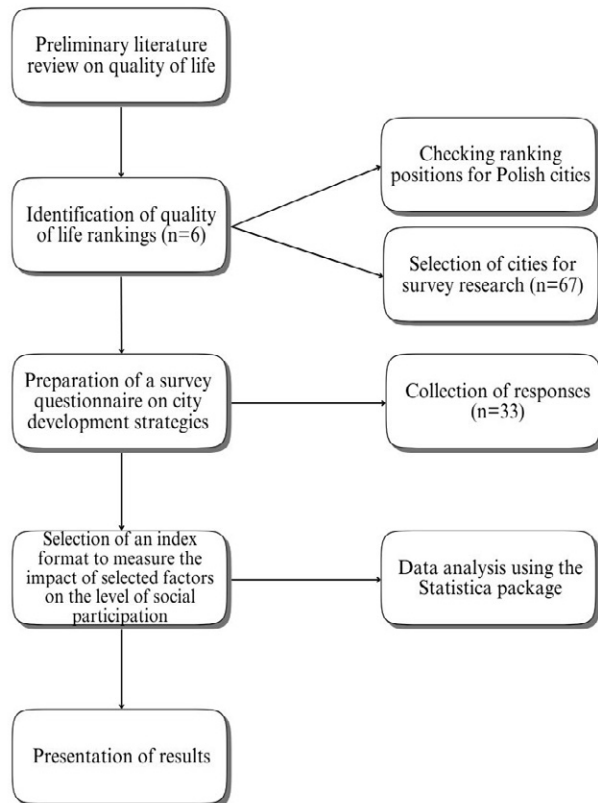 Preliminary literature
review on quality of life
Identification of quality
of life rankings (n=6)
Checking ranking
positions for Polish cities
Selection of cities for
survey research (n=67)
Preparation of a survey
questionnaire on city
development strategies
Collection of responses
(n=33)
Selection of an index
format to measure the
impact of selected factors
on the level of social
participation
Data analysis using the
Statistica package
Presentation of results